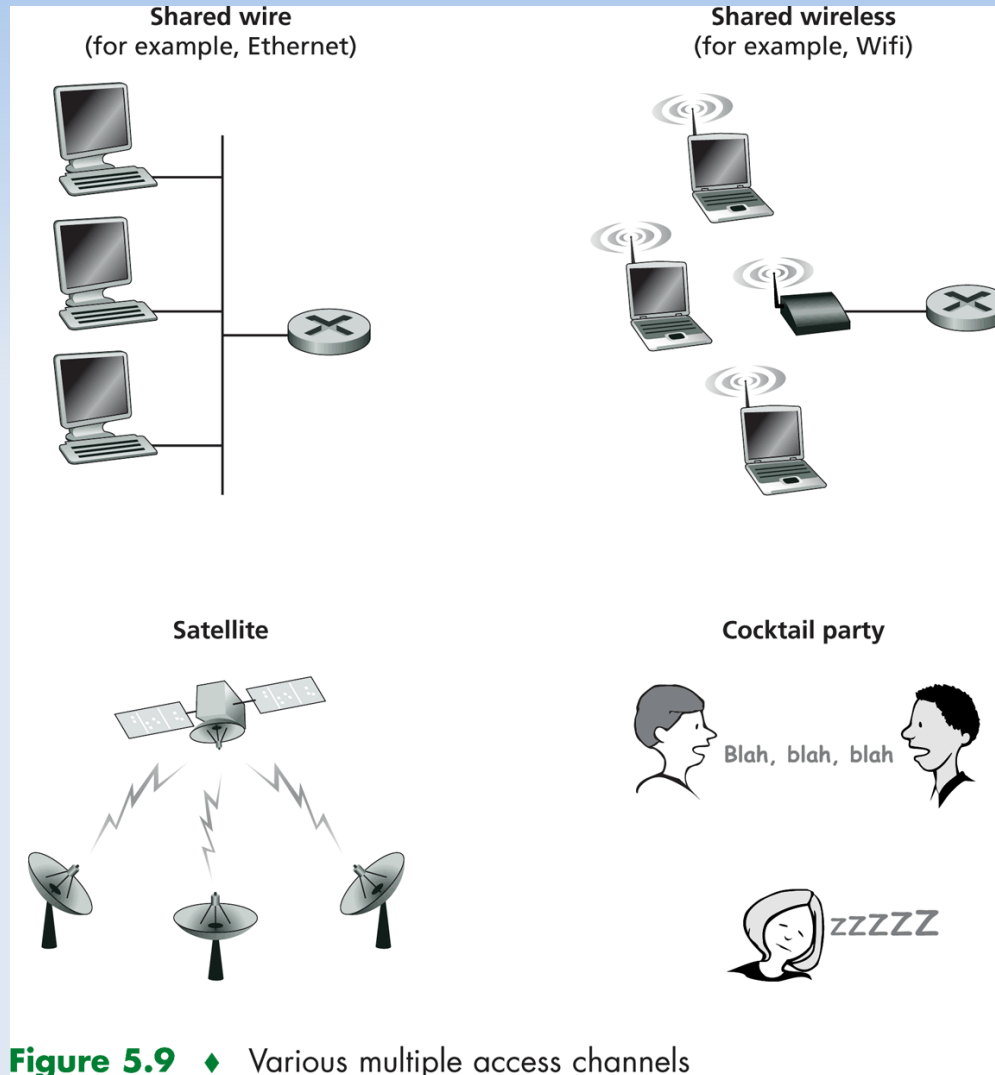 Shared wire
(for example, Ethernet)
Shared wireless
(for example, Wifi)
Satellite
Cocktail party
Blah, blah, blah
zzzzz
Figure 5.9 ♦ Various multiple access channels